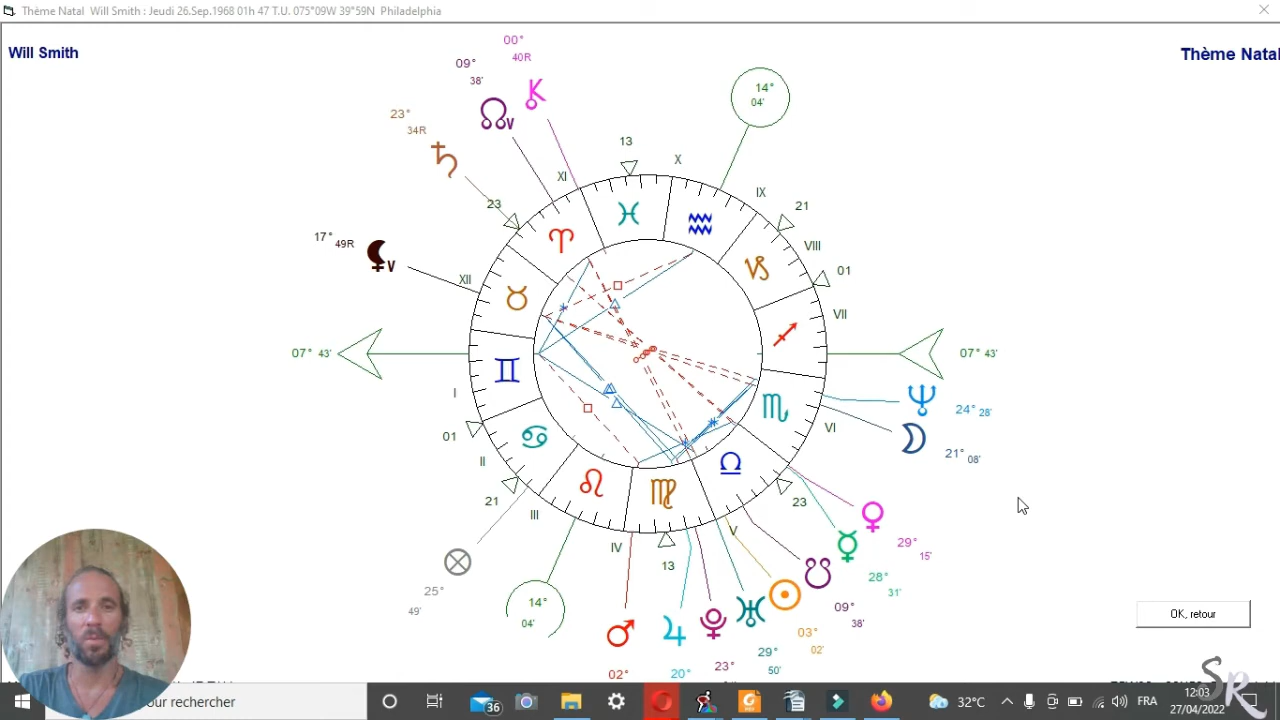 Thème Natal Will Smith : Jeudi 26.Sep.1968 01h 47 T.U. 075°09W 39°59N Philadelphia
Will Smith
Thème Natal
00°
40R
09°
38'
23°
34R
14°
04'
13
X
XI
IX
23
21
VIII
17°
49R
V
V
XII
01
VII
07° 43'
07° 43'
I
24° 28'
VI
01
21° 08'
II
21
23
III
V
29°
15'
IV
13
28°
31'
25°
49'
14°
04'
09°
38'
03°
02'
OK, retour
29°
50'
02°
20°
23°
SR
our rechercher
36
32°C
FRA
12:03
27/04/2022